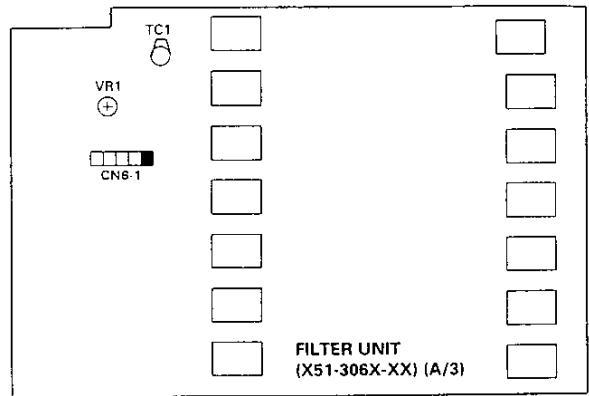 TC1
VR1
CN6-1
FILTER UNIT
(X51-306X-XX) (A/3)